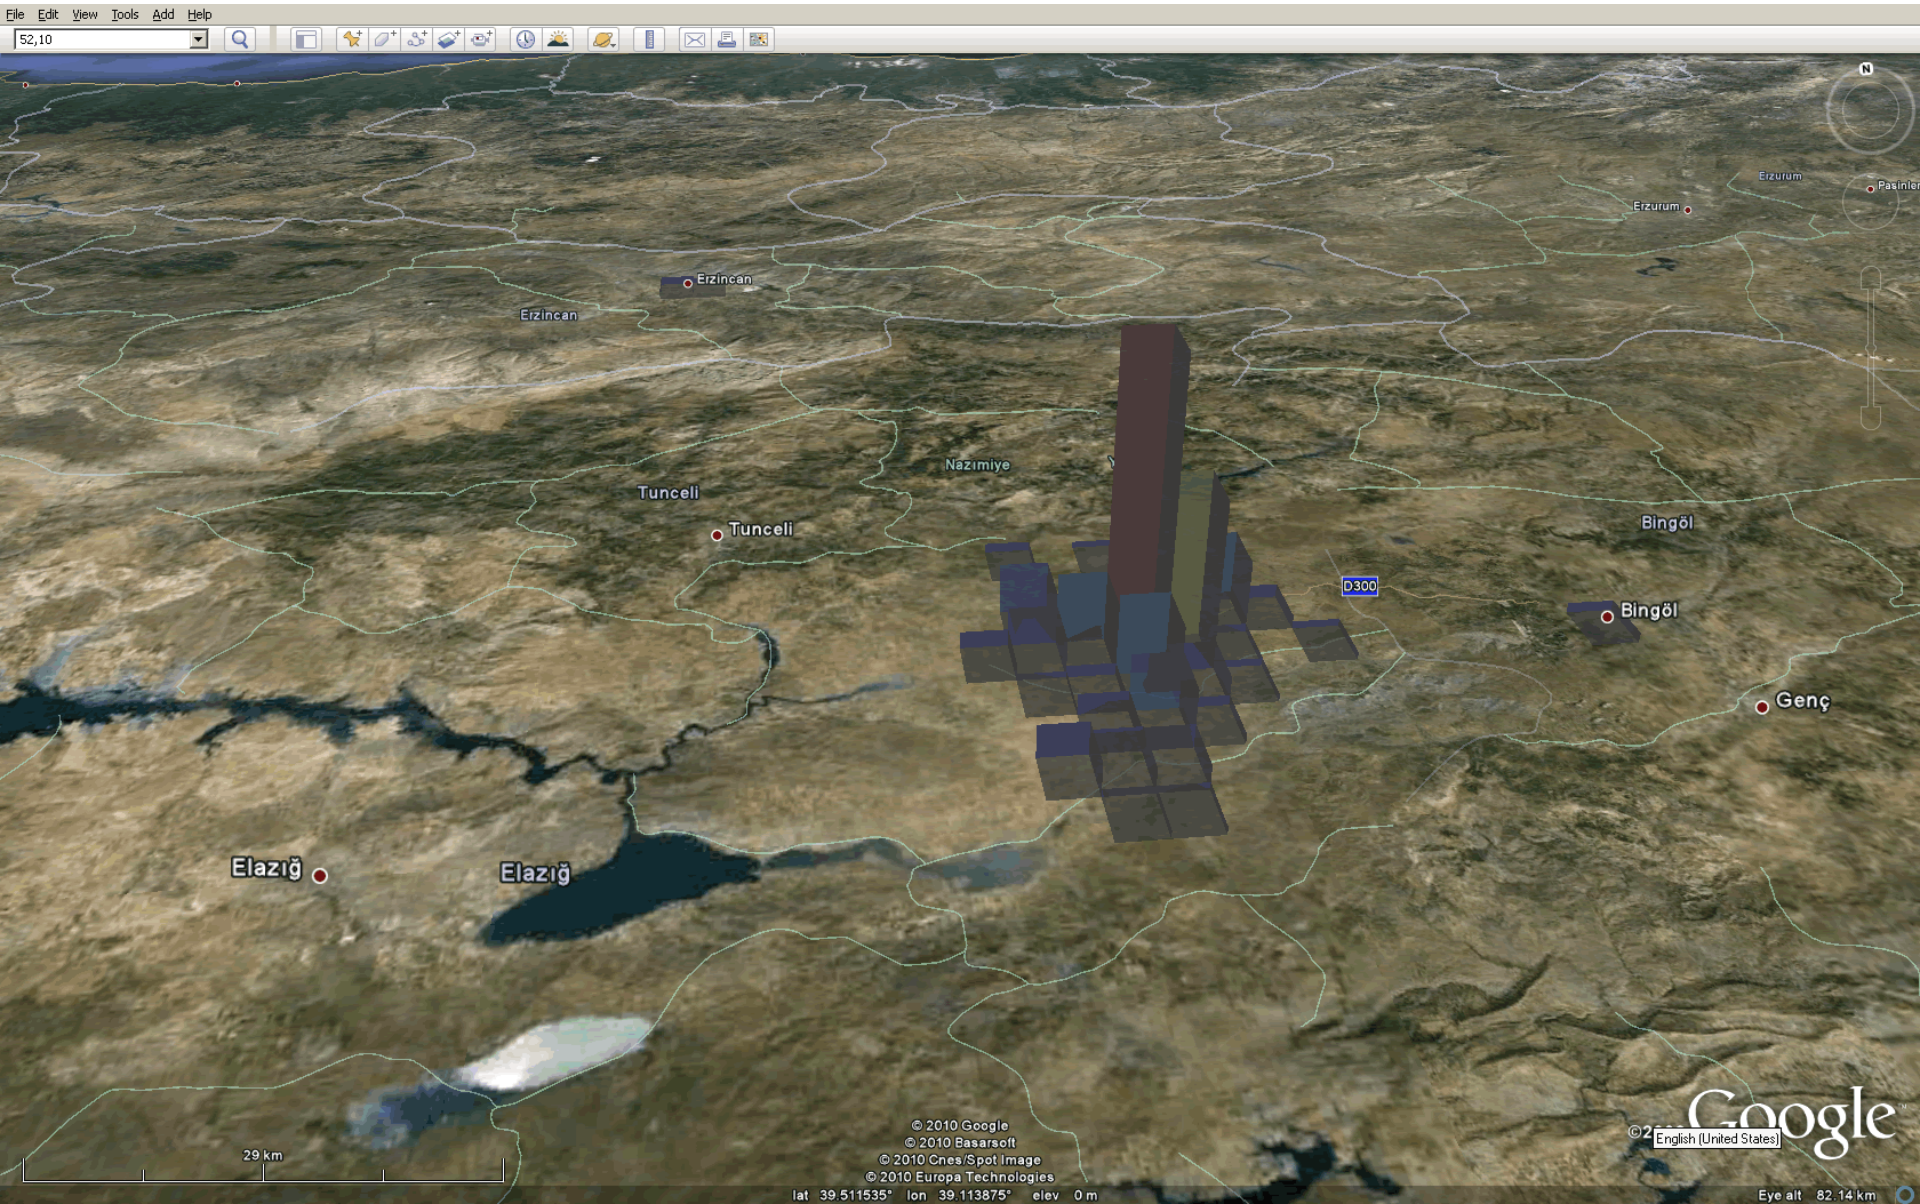 File Edit View Tools Add Help
52,10
N
Erzurum
Pasinler
Erzurum
Erzincan
Erzincan
Nazımiye
Tunceli
Tunceli
Bingöl
D300
Bingöl
Genç
Elazığ
Elazığ
Google
© 2010 Google
© 2010 Basarsoft
© 2010 Cnes/Spot Image
© 2010 Europa Technologies
English (United States)
29 km
lat 39.511535° lon 39.113875° elev 0 m
Eye alt 82.14 km